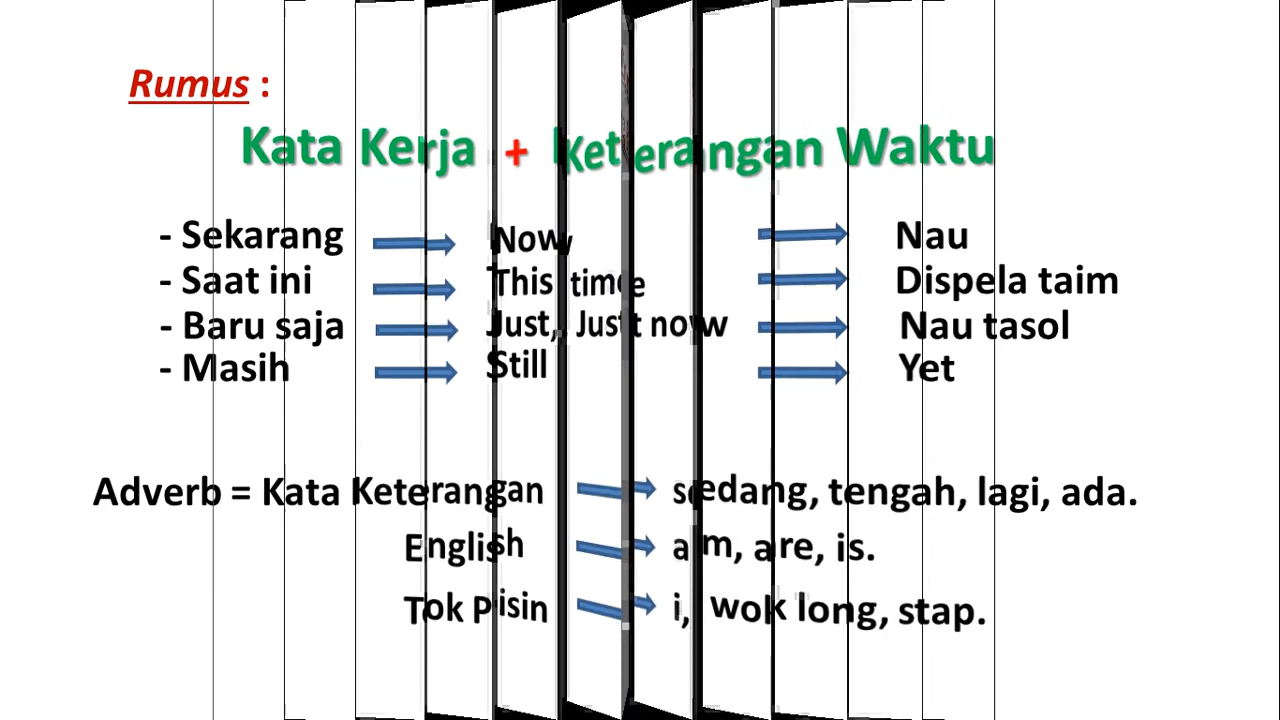 Rumus :
Kata Kerja + Keterangan Waktu
- Sekarang Now Nau
- Saat ini This time Dispela taim
- Baru saja Just, Just now Nau tasol
- Masih Still Yet
Adverb = Kata Keterangan sedang, tengah, lagi, ada.
English am, are, is.
Tok Pisin i, wok long, stap.